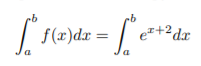 ∫_a^b f(x)dx = ∫_a^b e^{x+2}dx